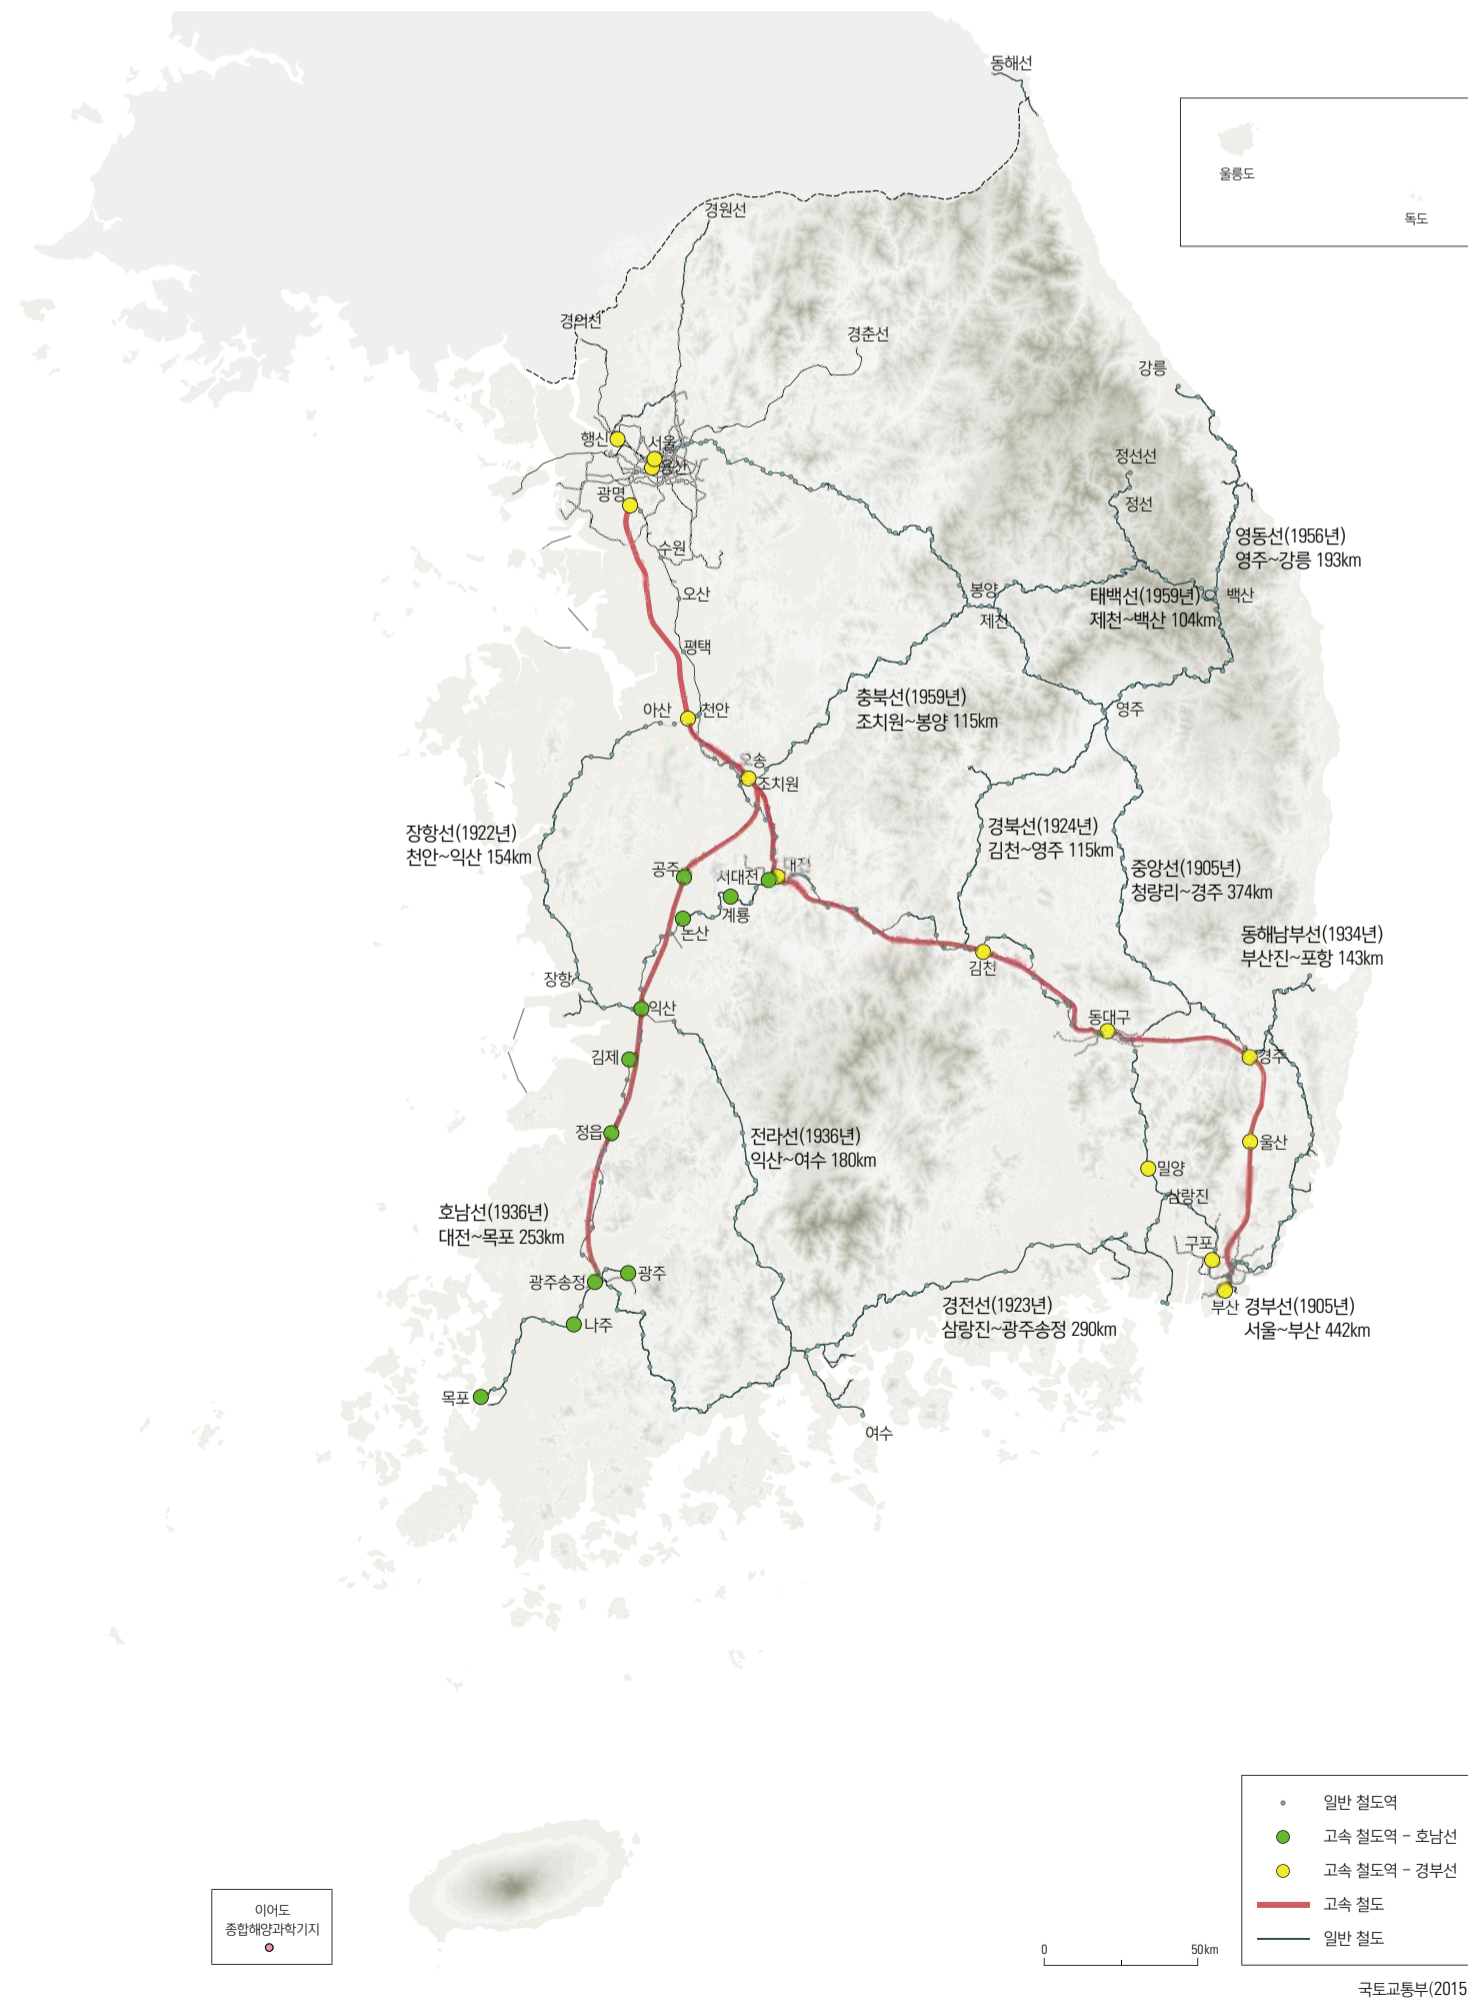 동해선
울릉도
독도
경원선
경의선
경춘선
강릉
행신
서울
용산
정선선
광명
정선
수원
영동선(1956년)
영주~강릉 193km
오산
봉양
태백선(1959년)
제천~백산 104km
백산
제천
평택
아산
천안
충북선(1959년)
조치원~봉양 115km
영주
오송
조치원
장항선(1922년)
천안~익산 154km
경북선(1924년)
김천~영주 115km
공주
서대전
대전
중앙선(1905년)
청량리~경주 374km
계룡
논산
동해남부선(1934년)
부산진~포항 143km
김천
장항
익산
동대구
김제
경주
정읍
전라선(1936년)
익산~여수 180km
울산
밀양
삼랑진
호남선(1936년)
대전~목포 253km
구포
광주송정
광주
경전선(1923년)
삼랑진~광주송정 290km
부산
경부선(1905년)
서울~부산 442km
나주
목포
여수
일반 철도역
고속 철도역 - 호남선
고속 철도역 - 경부선
고속 철도
일반 철도
이어도
종합해양과학기지
0
50km
국토교통부(2015